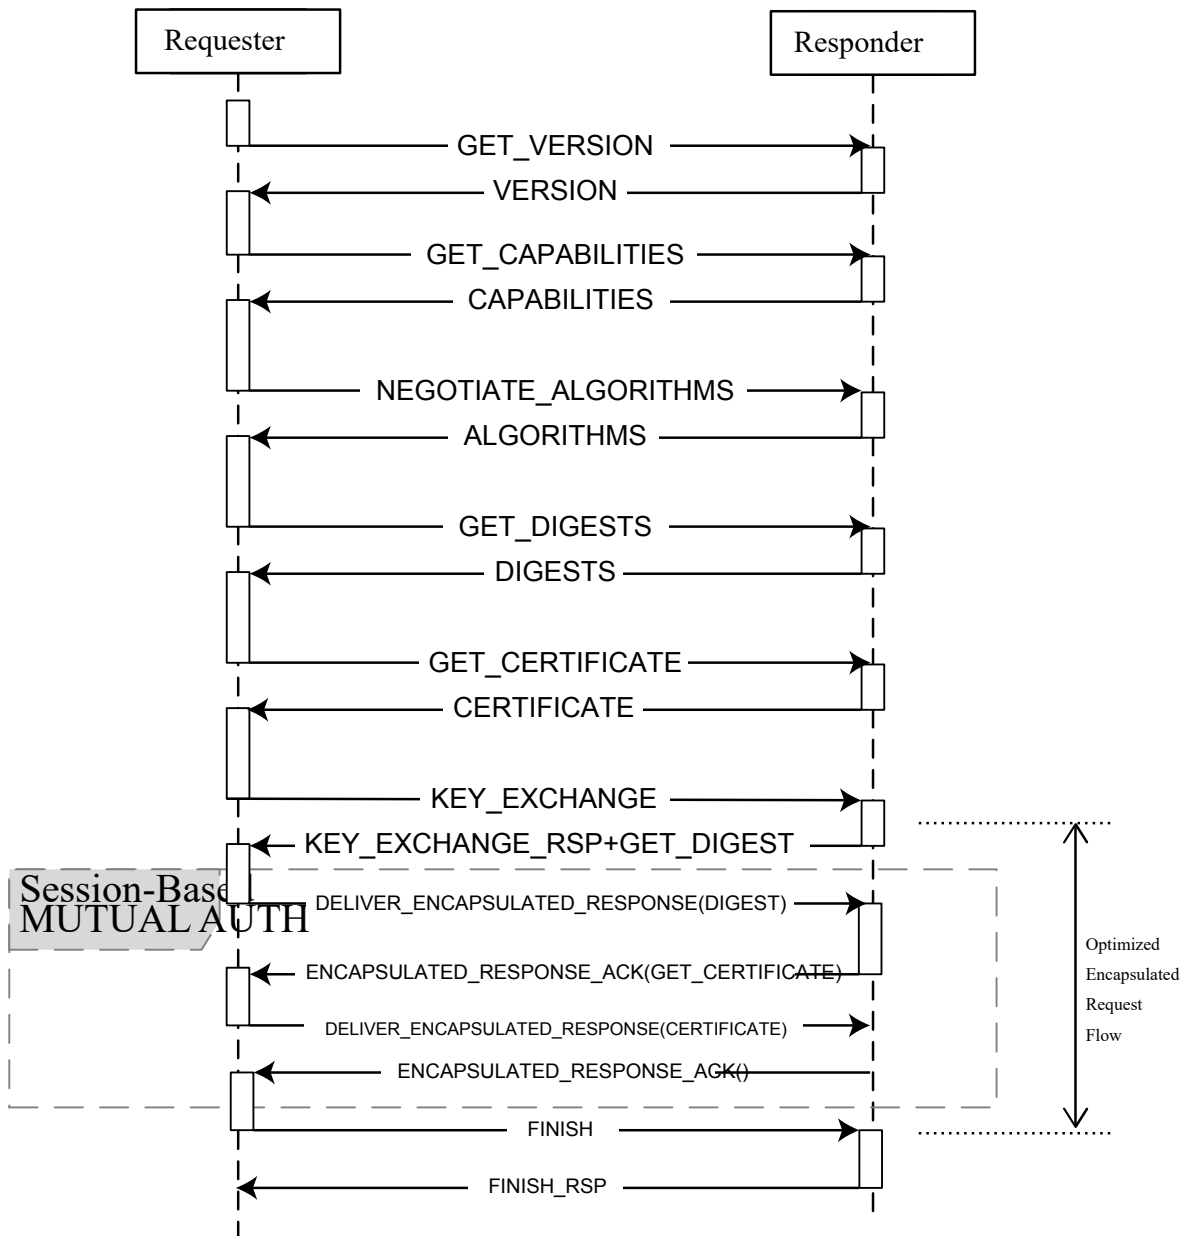 Requester
Responder
GET_VERSION
VERSION
GET_CAPABILITIES
CAPABILITIES
NEGOTIATE_ALGORITHMS
ALGORITHMS
GET_DIGESTS
DIGESTS
GET_CERTIFICATE
CERTIFICATE
KEY_EXCHANGE
KEY_EXCHANGE_RSP+GET_DIGEST
Session-Based
MUTUAL AUTH
DELIVER_ENCAPSULATED_RESPONSE(DIGEST)
ENCAPSULATED_RESPONSE_ACK(GET_CERTIFICATE)
DELIVER_ENCAPSULATED_RESPONSE(CERTIFICATE)
ENCAPSULATED_RESPONSE_ACK()
FINISH
FINISH_RSP
Optimized
Encapsulated
Request
Flow